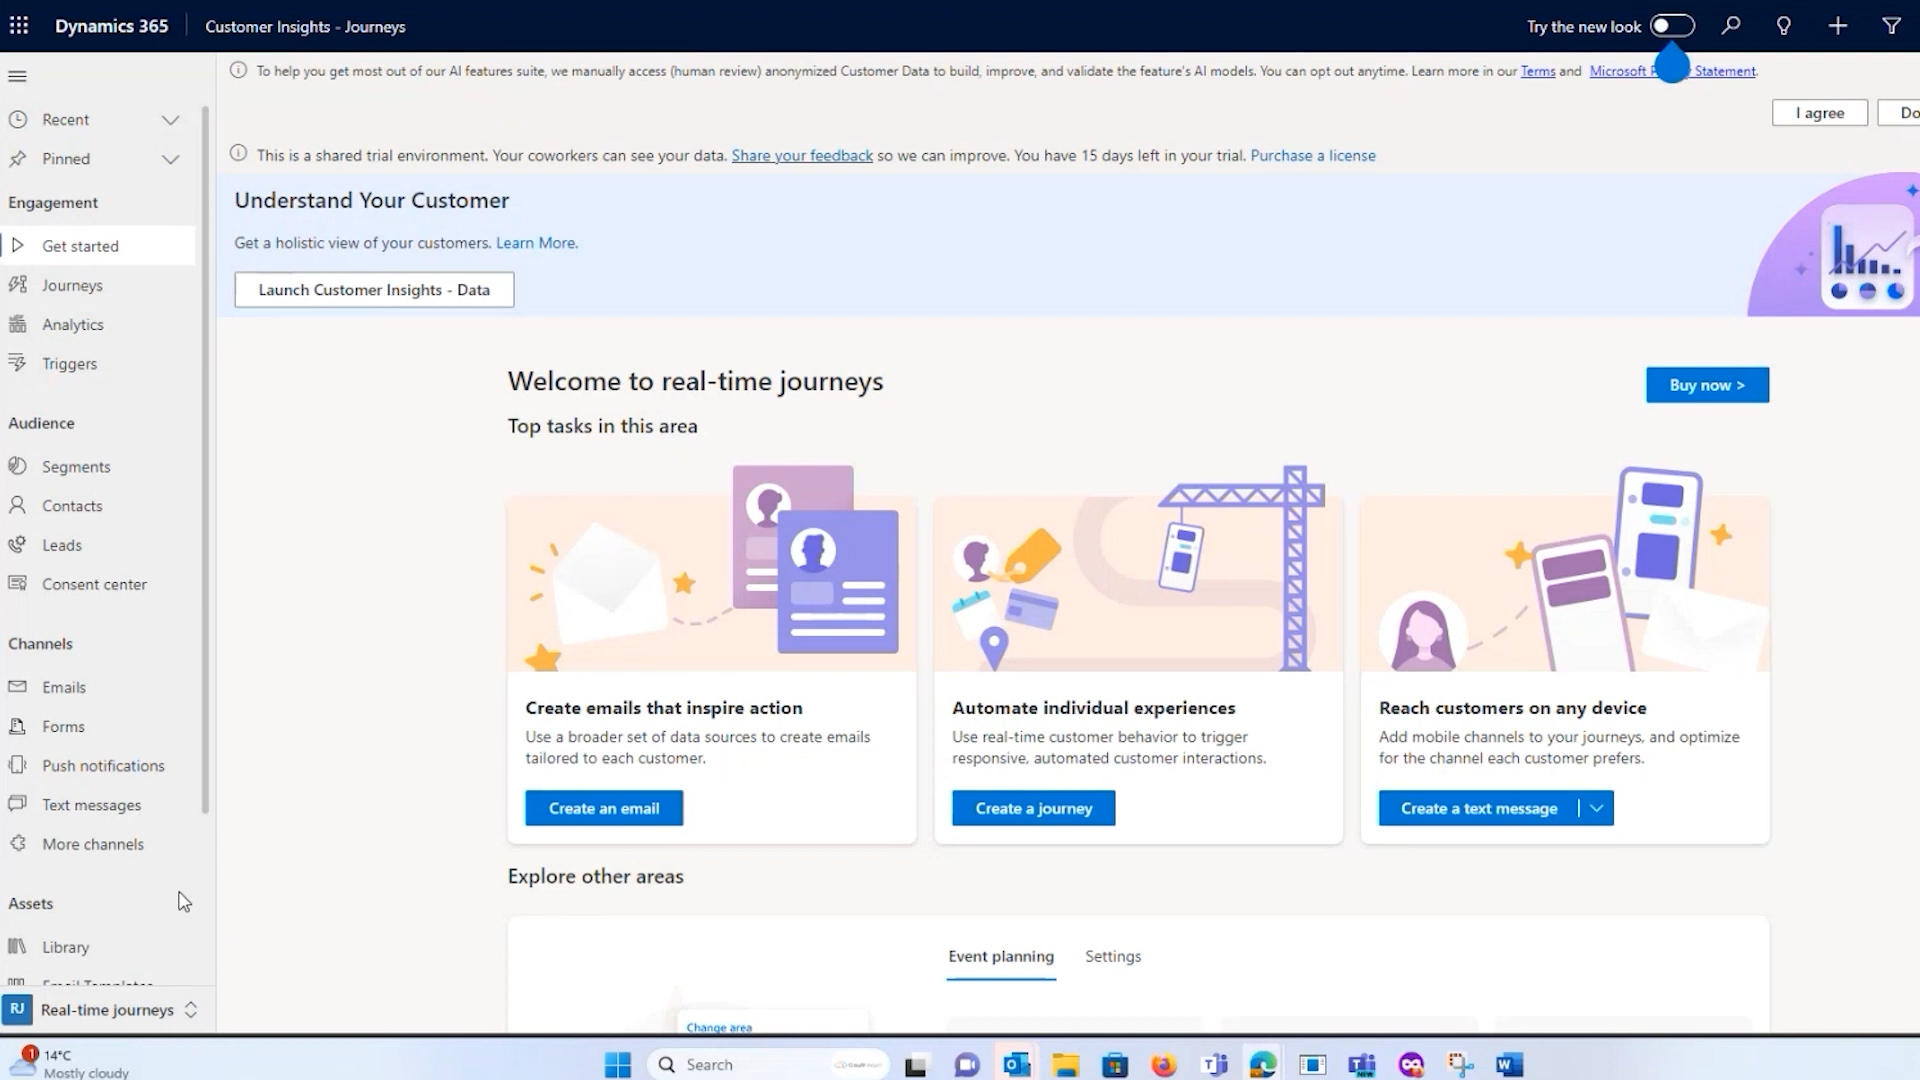 Dynamics 365
Customer Insights - Journeys
Try the new look
To help you get most out of our AI features suite, we manually access (human review) anonymized Customer Data to build, improve, and validate the feature's AI models. You can opt out anytime. Learn more in our Terms and Microsoft P Statement.
I agree
Do
This is a shared trial environment. Your coworkers can see your data. Share your feedback so we can improve. You have 15 days left in your trial. Purchase a license
Recent
Pinned
Engagement
Get started
Journeys
Analytics
Triggers
Audience
Segments
Contacts
Leads
Consent center
Channels
Emails
Forms
Push notifications
Text messages
More channels
Assets
Library
Email Templates
RJ
Real-time journeys
Understand Your Customer
Get a holistic view of your customers. Learn More.
Launch Customer Insights - Data
Welcome to real-time journeys
Buy now >
Top tasks in this area
Create emails that inspire action
Use a broader set of data sources to create emails
tailored to each customer.
Create an email
Automate individual experiences
Use real-time customer behavior to trigger
responsive, automated customer interactions.
Create a journey
Reach customers on any device
Add mobile channels to your journeys, and optimize
for the channel each customer prefers.
Create a text message
Explore other areas
Event planning
Settings
Change area
1
14°C
Mostly cloudy
Search
NEW